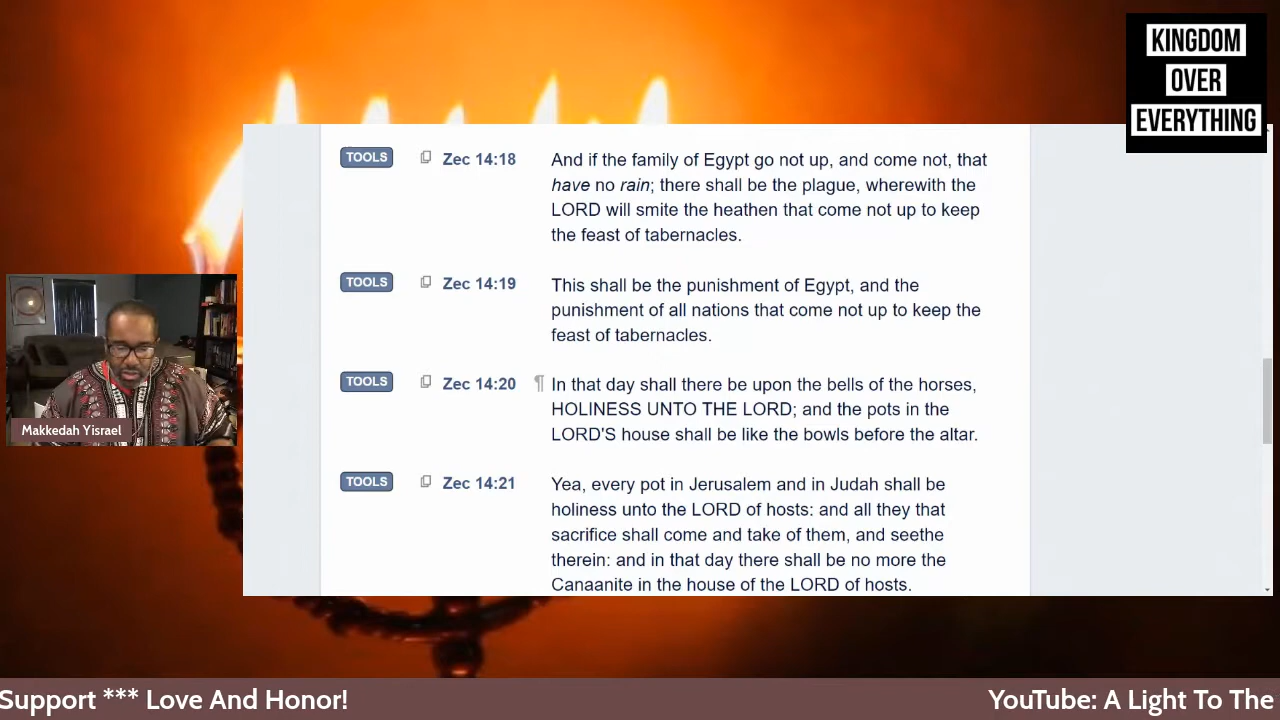 KINGDOM
OVER
EVERYTHING
TOOLS Zec 14:18 And if the family of Egypt go not up, and come not, that
have no rain; there shall be the plague, wherewith the
LORD will smite the heathen that come not up to keep
the feast of tabernacles.
TOOLS Zec 14:19 This shall be the punishment of Egypt, and the
punishment of all nations that come not up to keep the
feast of tabernacles.
TOOLS Zec 14:20 ¶ In that day shall there be upon the bells of the horses,
HOLINESS UNTO THE LORD; and the pots in the
LORD'S house shall be like the bowls before the altar.
TOOLS Zec 14:21 Yea, every pot in Jerusalem and in Judah shall be
holiness unto the LORD of hosts: and all they that
sacrifice shall come and take of them, and seethe
therein: and in that day there shall be no more the
Canaanite in the house of the LORD of hosts.
Makkedah Yisrael
Support *** Love And Honor! YouTube: A Light To The